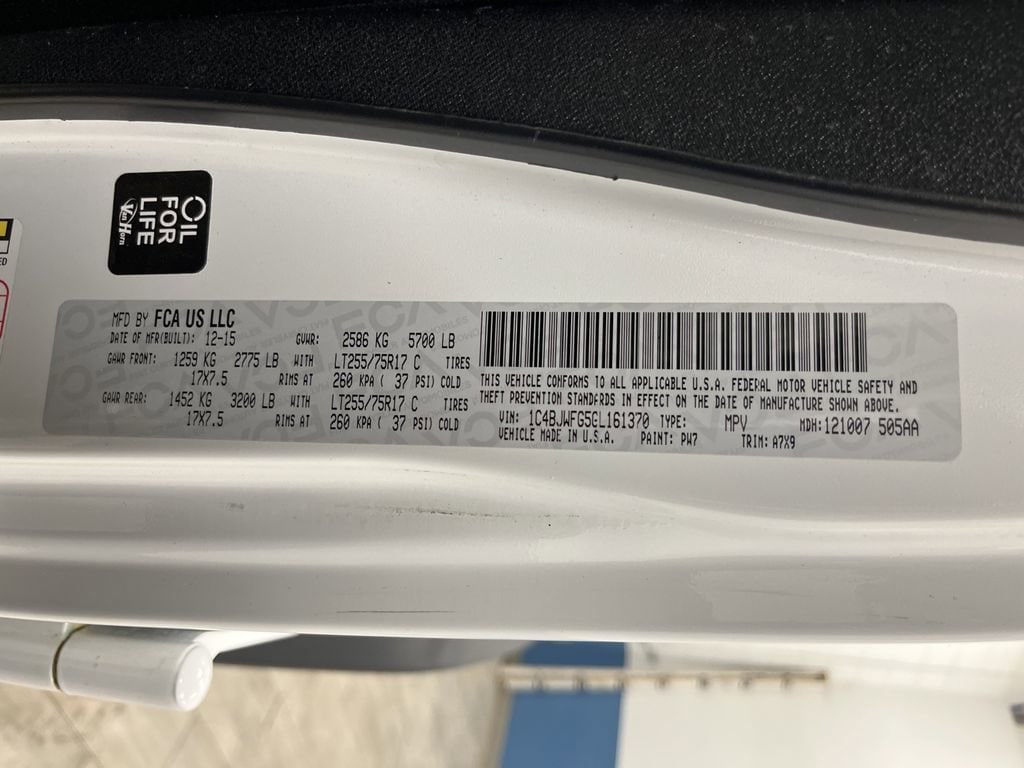 OIL
FOR
LIFE
Van Horn
ED
MFD BY FCA US LLC
DATE OF MFR(BUILT): 12-15 GVWR: 2586 KG 5700 LB
GAWR FRONT: 1259 KG 2775 LB WITH LT255/75R17 C TIRES
17X7.5 RIMS AT 260 KPA ( 37 PSI) COLD
GAWR REAR: 1452 KG 3200 LB WITH LT255/75R17 C TIRES
17X7.5 RIMS AT 260 KPA ( 37 PSI) COLD
THIS VEHICLE CONFORMS TO ALL APPLICABLE U.S.A. FEDERAL MOTOR VEHICLE SAFETY AND
THEFT PREVENTION STANDARDS IN EFFECT ON THE DATE OF MANUFACTURE SHOWN ABOVE.
VIN: 1C4BJWFG5GL161370 TYPE: MPV MDH: 121007 505AA
VEHICLE MADE IN U.S.A. PAINT: PW7 TRIM: A7X9